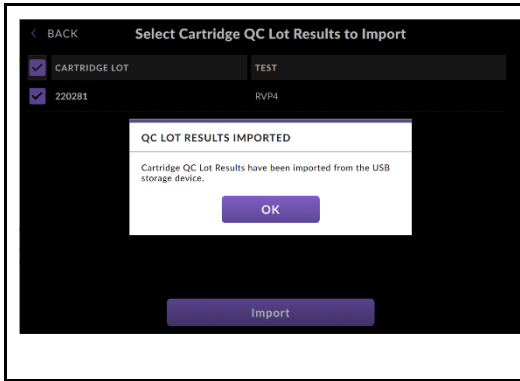 BACK Select Cartridge QC Lot Results to Import
CARTRIDGE LOT TEST
220281 RVP4
QC LOT RESULTS IMPORTED
Cartridge QC Lot Results have been imported from the USB
storage device.
OK
Import